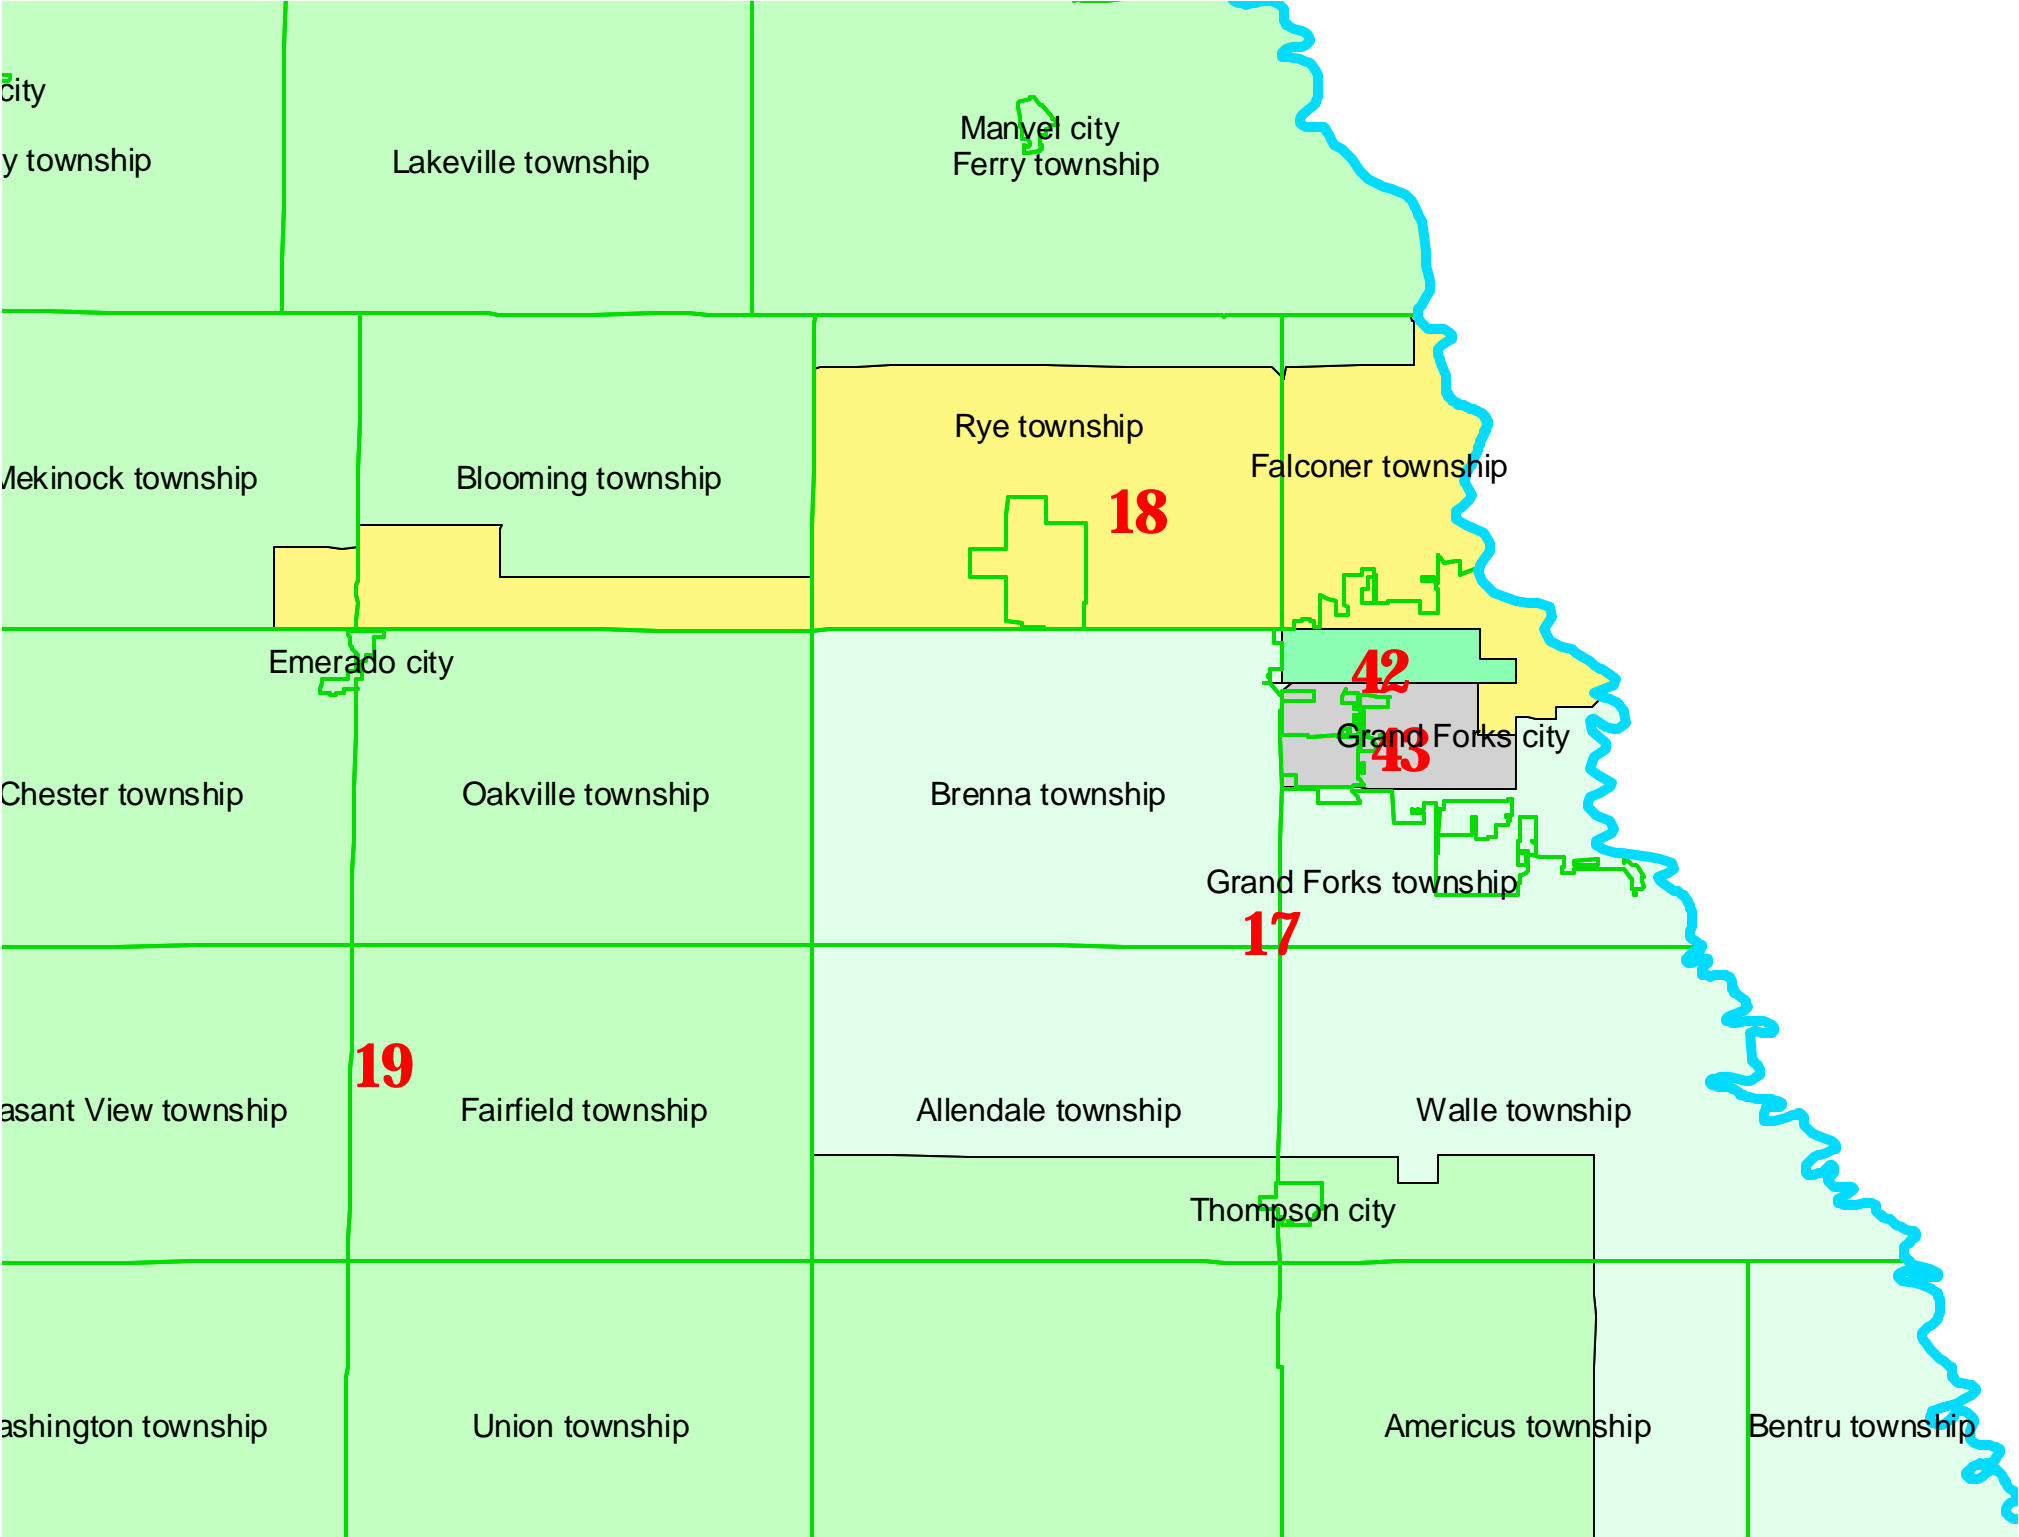 city
Manvel city
y township
Lakeville township
Ferry township
Rye township
Falconer township
Mekinock township
Blooming township
18
Emerado city
42
Grand Forks city
43
Chester township
Oakville township
Brenna township
Grand Forks township
17
19
asant View township
Fairfield township
Allendale township
Walle township
Thompson city
ashington township
Union township
Americus township
Bentru township